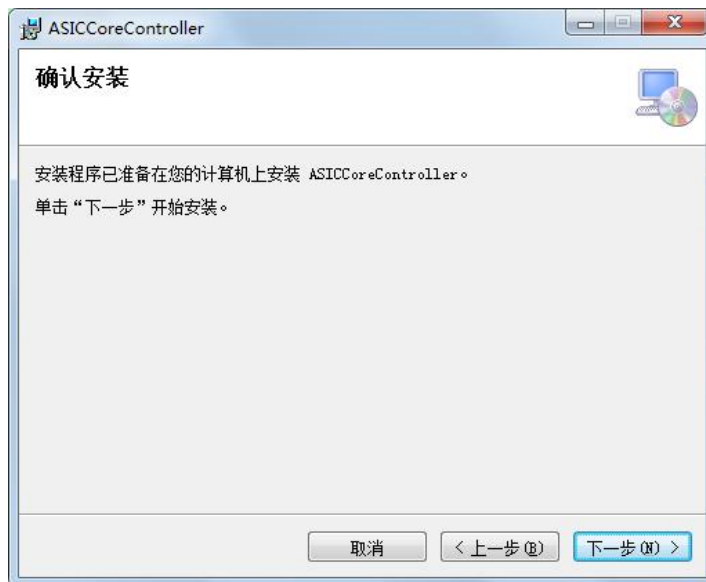 ASICCoreController
确认安装
安装程序已准备在您的计算机上安装 ASICCoreController。
单击“下一步”开始安装。
取消
< 上一步(B)
下一步(N) >